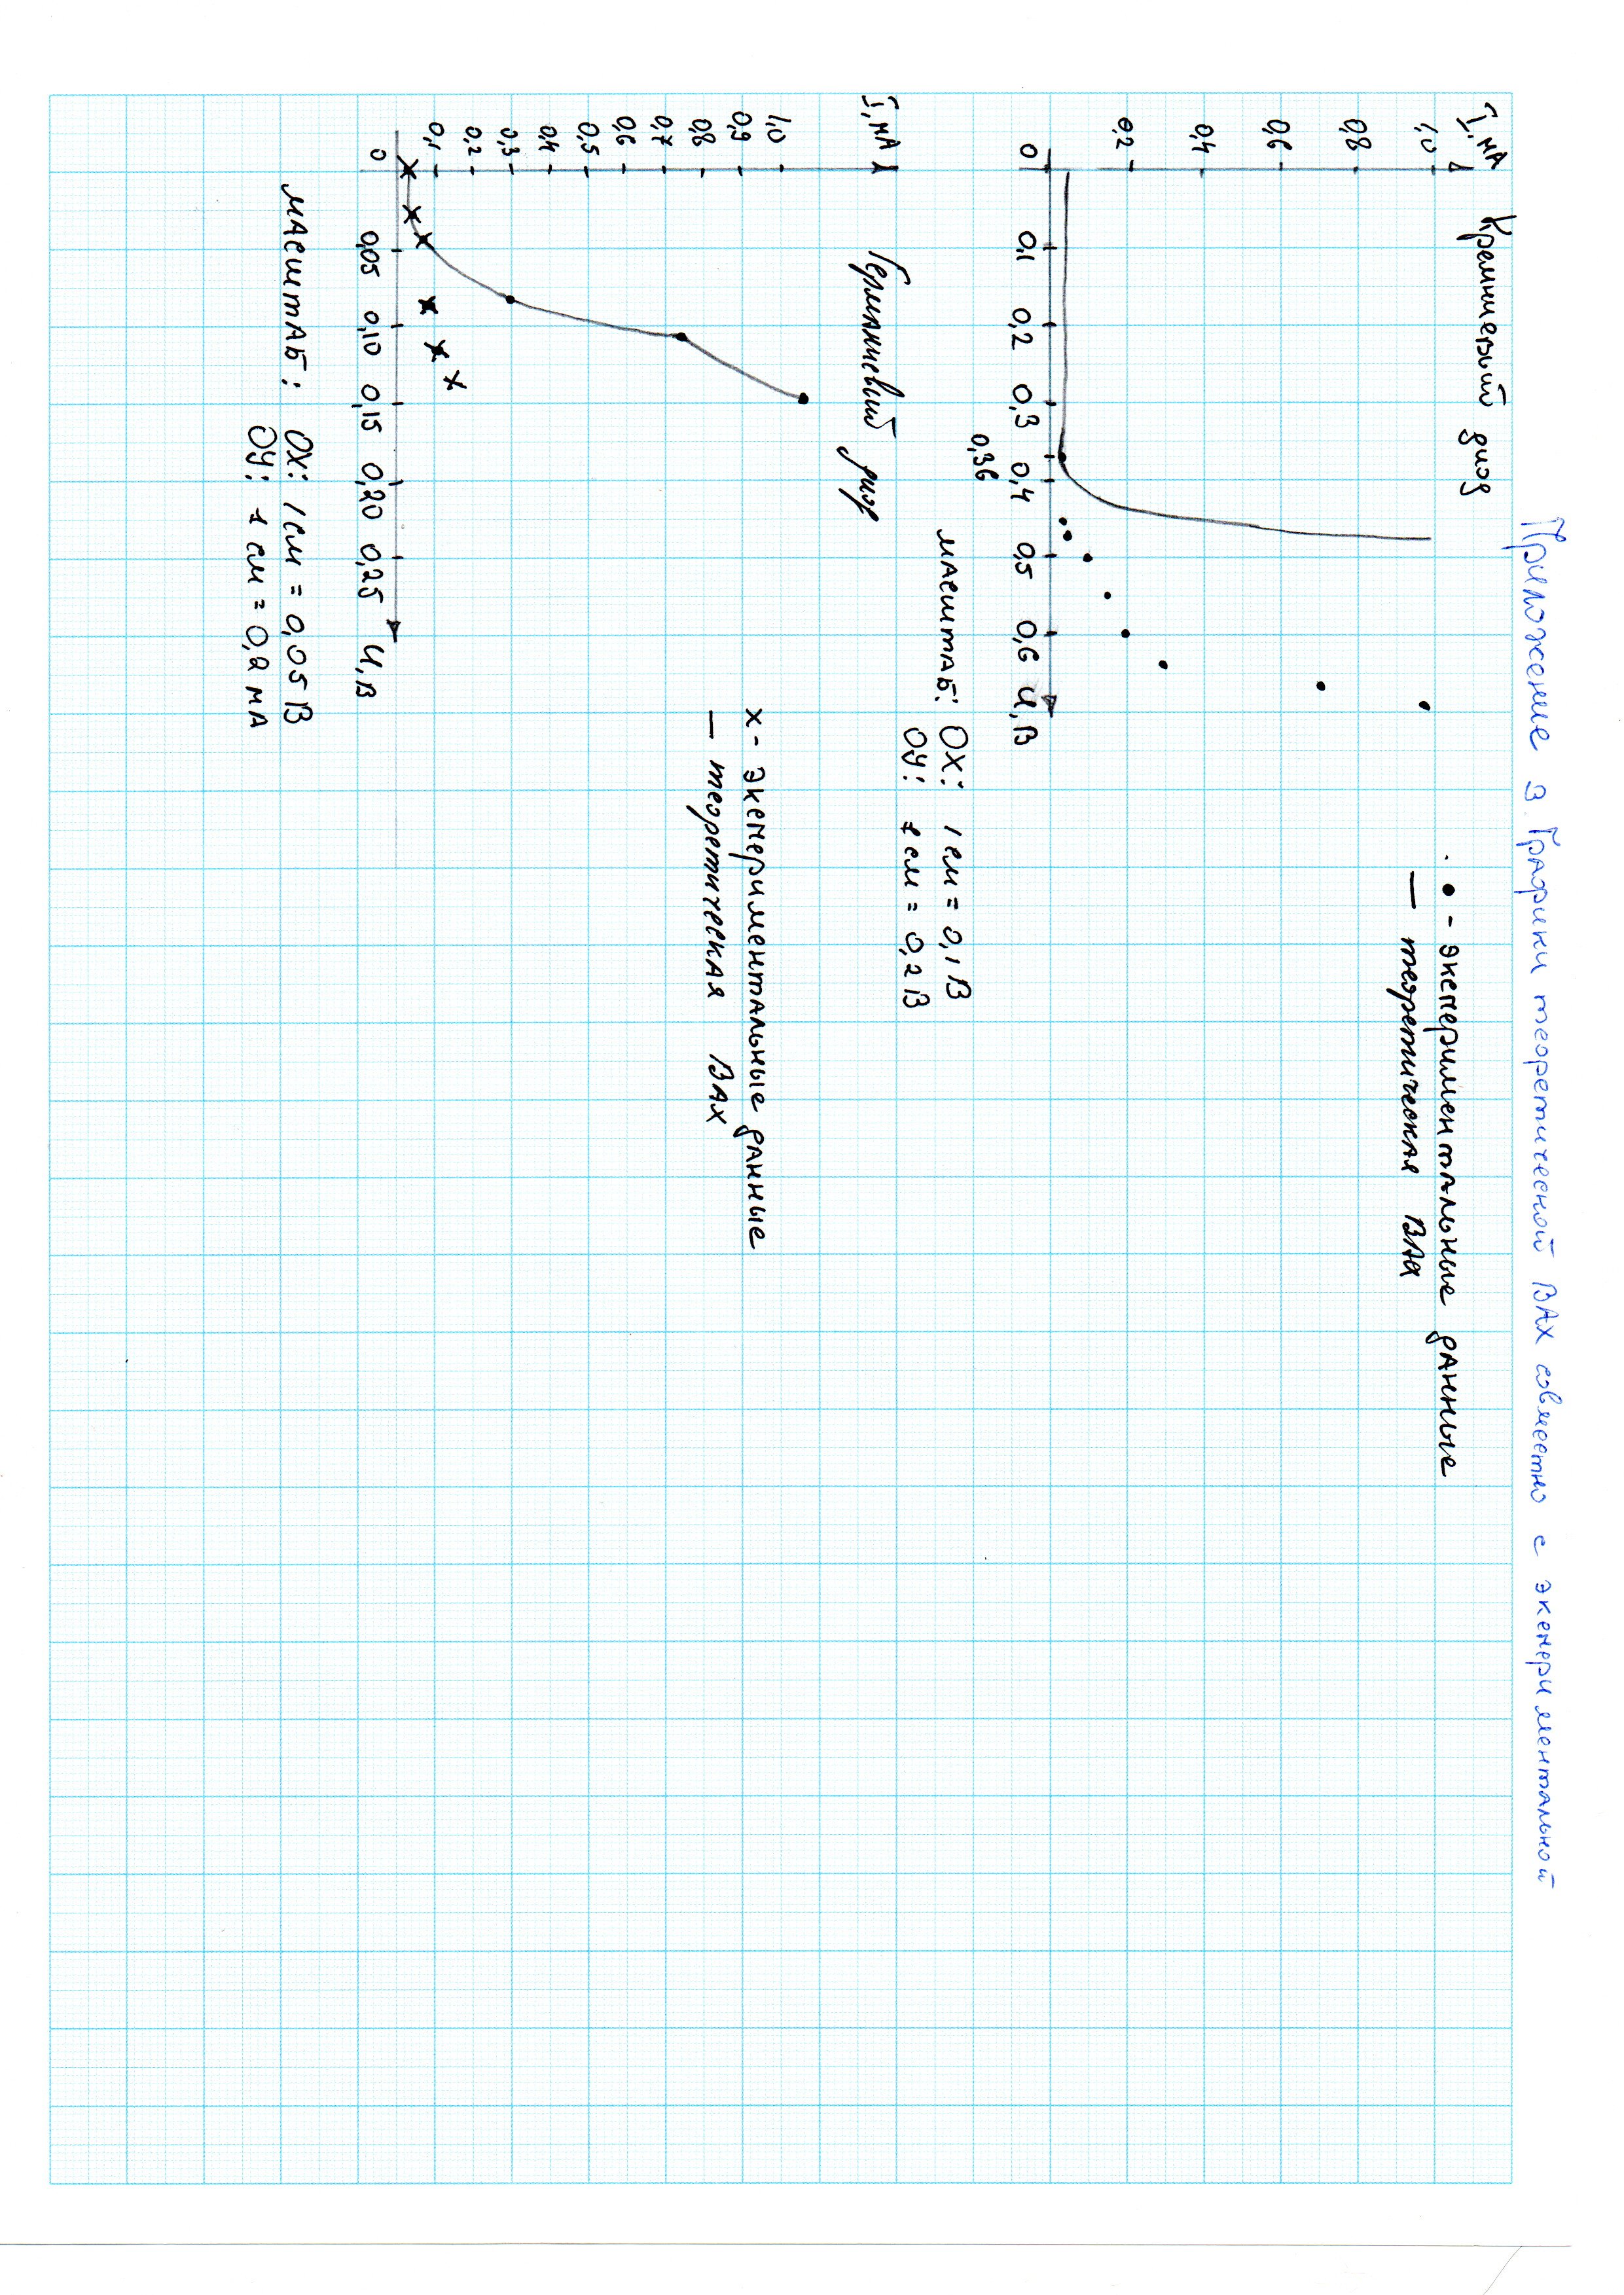 Приложение 3. Графики теоретической ВАХ совместно с экспериментальной
I, мА
Кремниевый диод
• - экспериментальные данные
— теоретическая ВАХ
1,0
0,8
0,6
0,4
0,2
0 0,1 0,2 0,3 0,4 0,5 0,6 U, В
0,36
масштаб: ОХ: 1 см = 0,1 В
ОУ: 1 см = 0,2 В
I, мА
Германиевый диод
1,0
x - экспериментальные данные
0,9
— теоретическая ВАХ
0,8
0,7
0,6
0,5
0,4
0,3
0,2
0,1
0 0,05 0,10 0,15 0,20 0,25 U, В
масштаб: ОХ: 1 см = 0,05 В
ОУ: 1 см = 0,2 мА